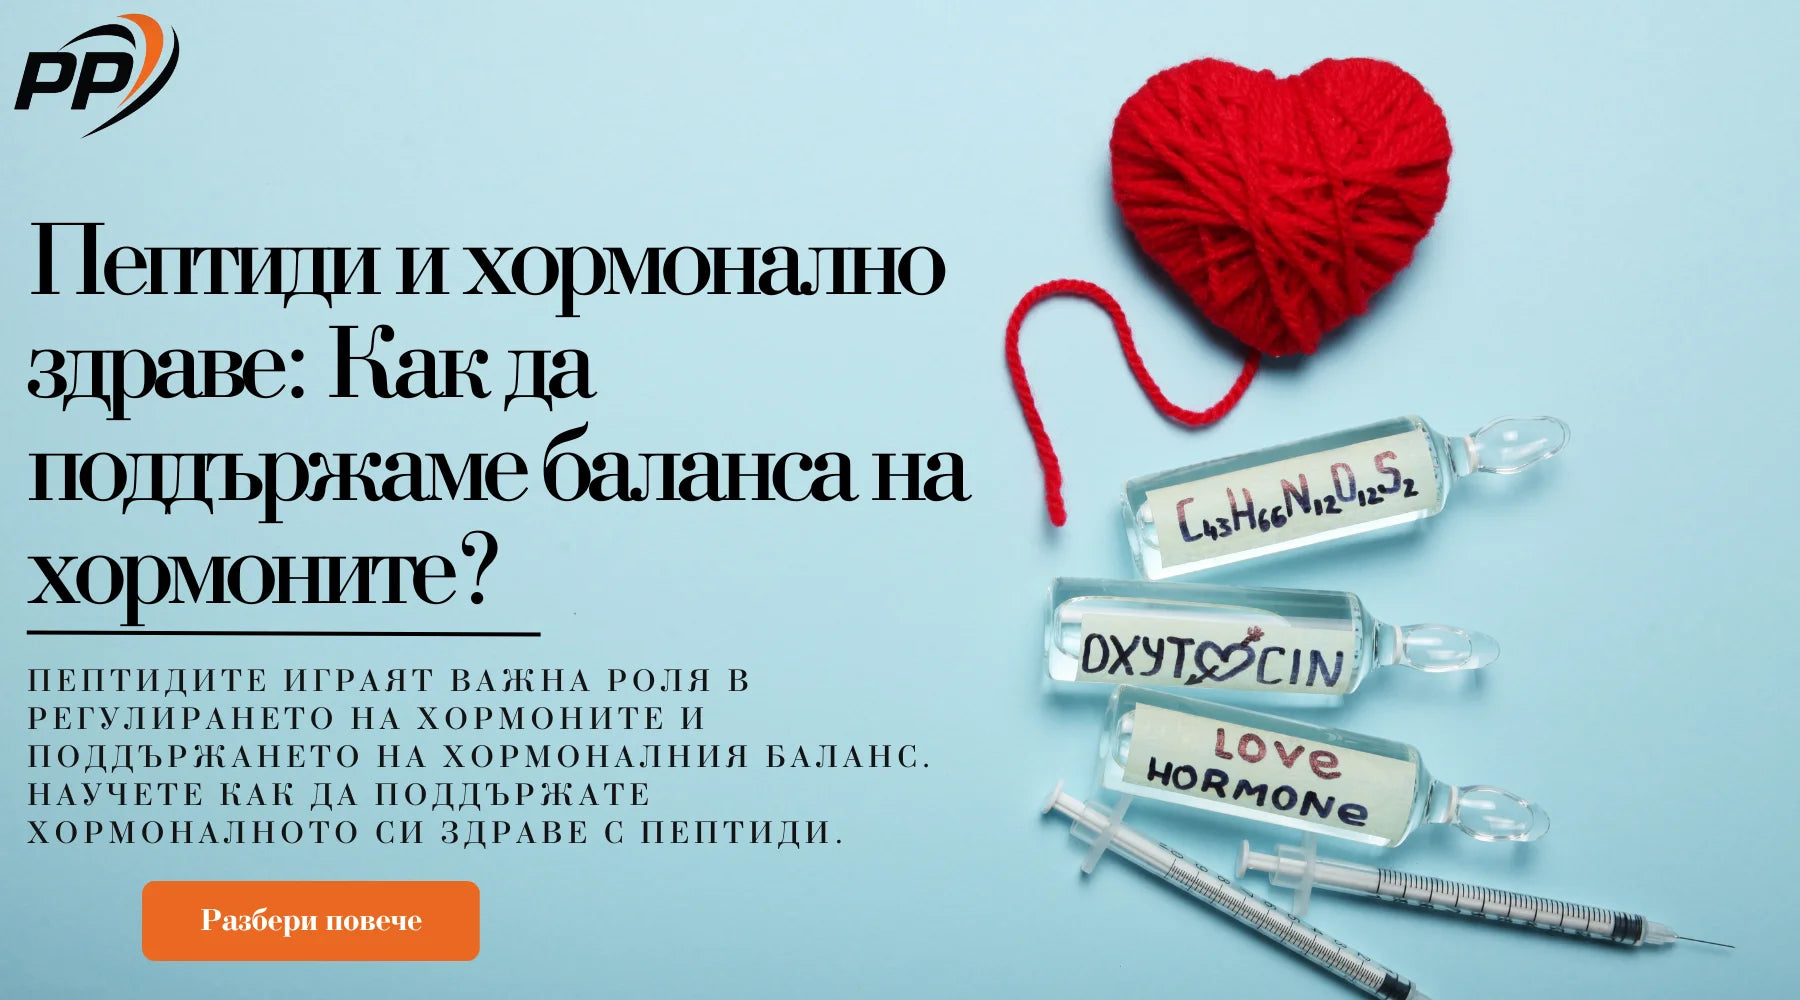 PP
Пептиди и хормонално
здраве: Как да
поддържаме баланса на
хормоните?
ПЕПТИДИТЕ ИГРАЯТ ВАЖНА РОЛЯ В
РЕГУЛИРАНЕТО НА ХОРМОНИТЕ И
ПОДДЪРЖАНЕТО НА ХОРМОНАЛНИЯ БАЛАНС.
НАУЧЕТЕ КАК ДА ПОДДЪРЖАТЕ
ХОРМОНАЛНОТО СИ ЗДРАВЕ С ПЕПТИДИ.
Разбери повече
C₄₃H₆₆N₁₂O₁₂S₂
OXYTOCIN
LOVE
HORMONe